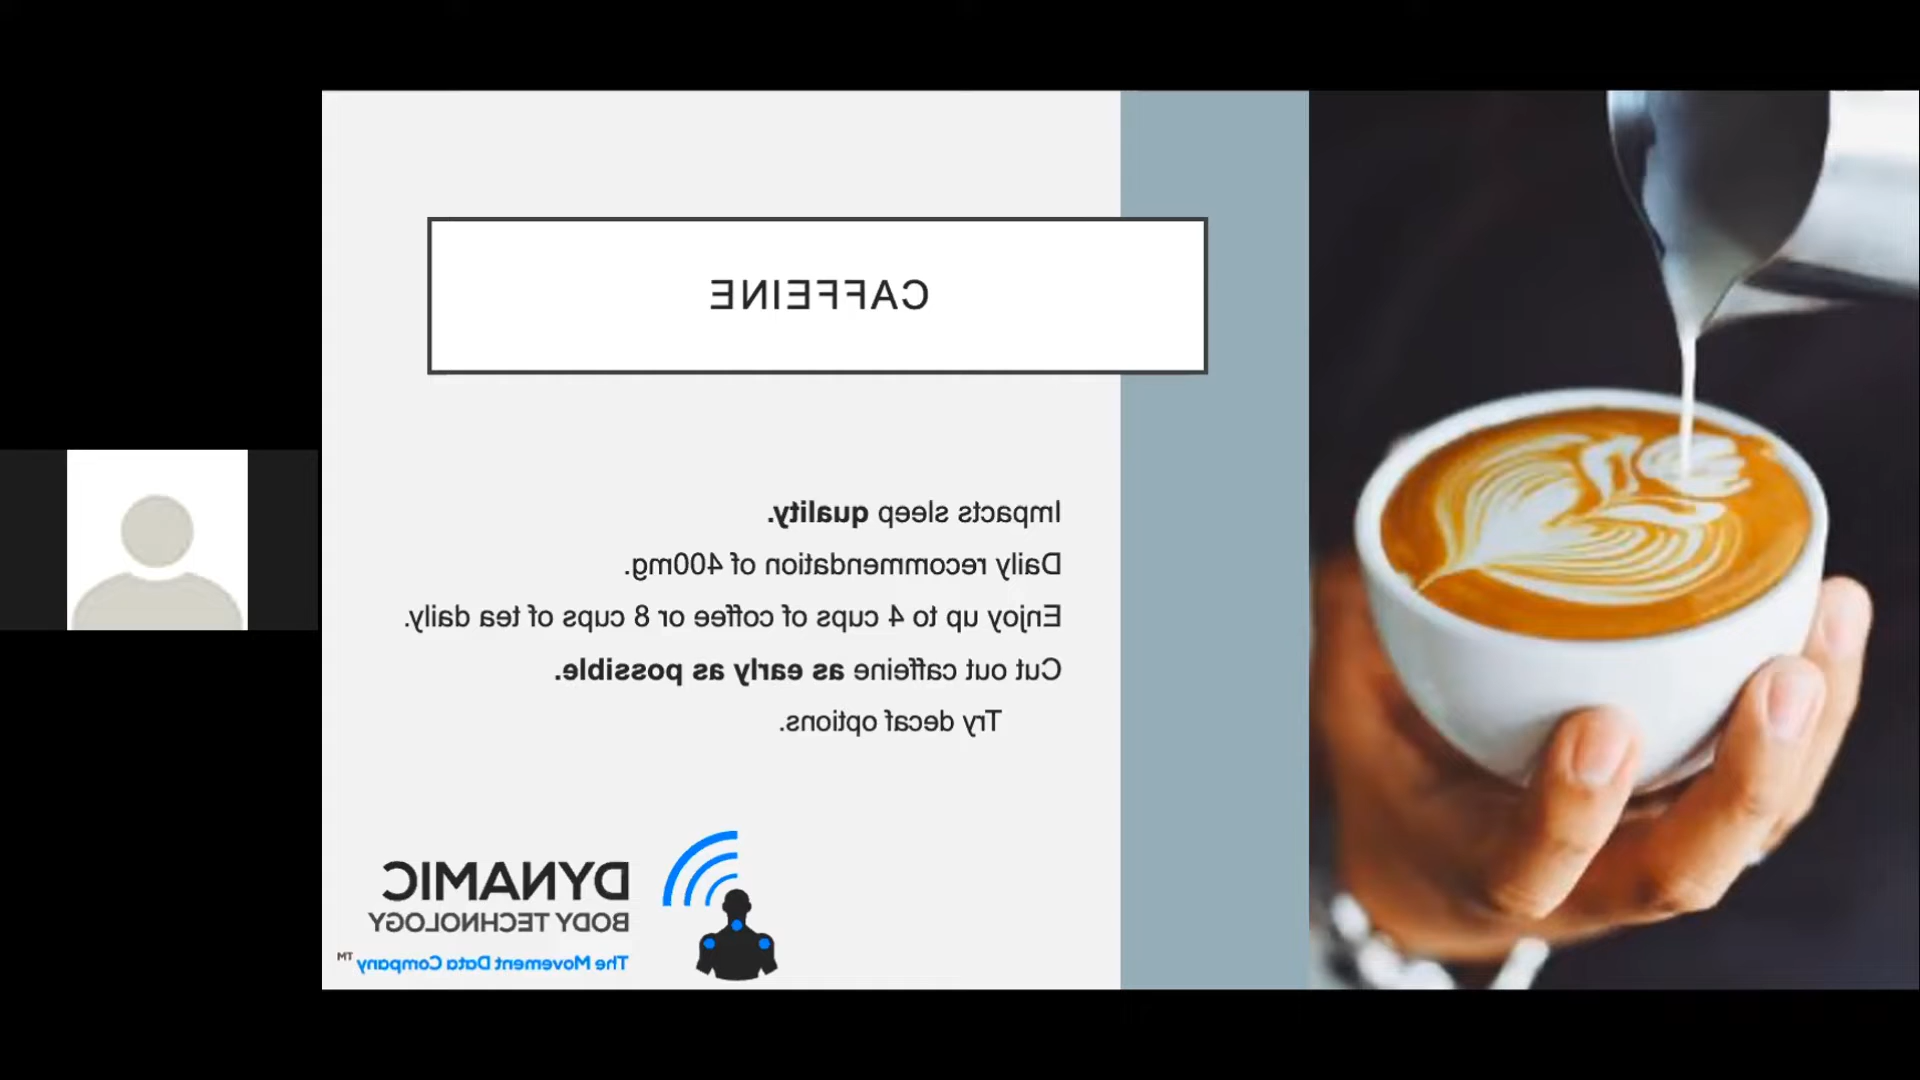 CAFFEINE
Impacts sleep quality.
Daily recommendation of 400mg.
Enjoy up to 4 cups of coffee or 8 cups of tea daily.
Cut out caffeine as early as possible.
Try decaf options.
DYNAMIC
BODY TECHNOLOGY
The Movement Data Company™